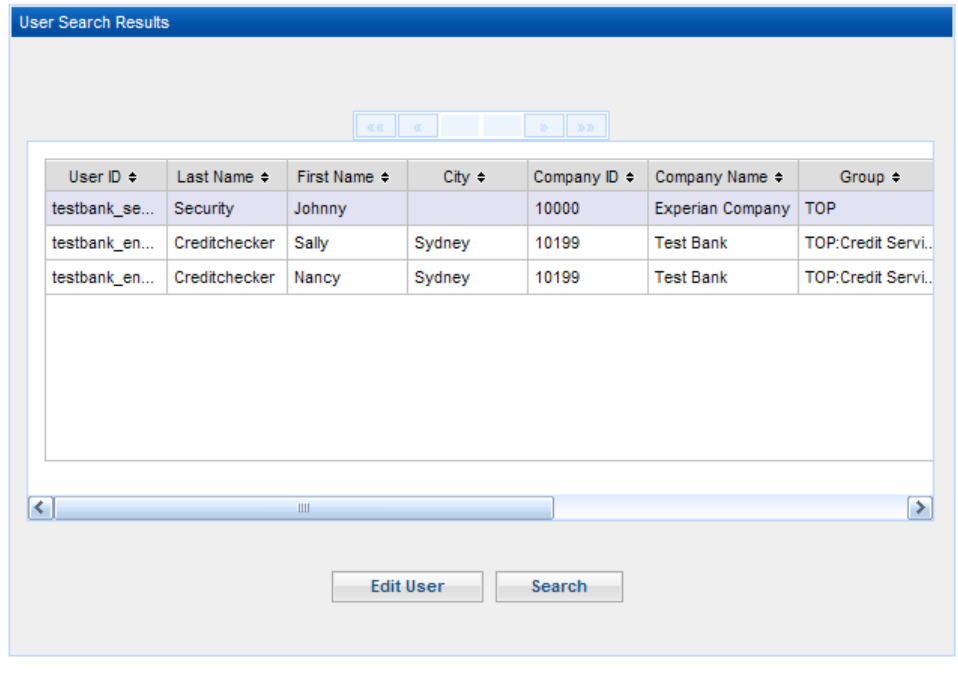 User Search Results
«« « » »»
User ID Last Name First Name City Company ID Company Name Group
testbank_se... Security Johnny 10000 Experian Company TOP
testbank_en... Creditchecker Sally Sydney 10199 Test Bank TOP:Credit Servi..
testbank_en... Creditchecker Nancy Sydney 10199 Test Bank TOP:Credit Servi..
Edit User Search